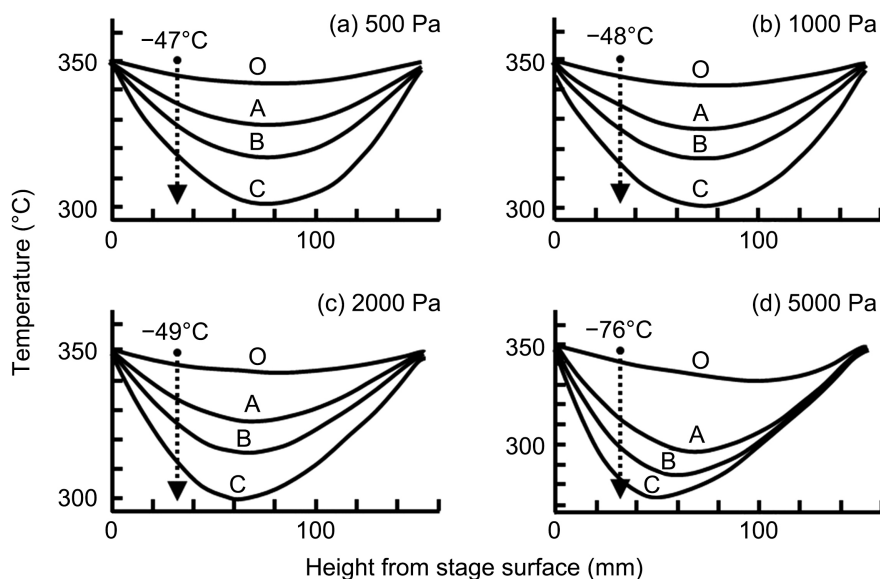 (a) 500 Pa
350
300
−47°C
O
A
B
C
0
100
(b) 1000 Pa
350
300
−48°C
O
A
B
C
0
100
(c) 2000 Pa
350
300
−49°C
O
A
B
C
0
100
(d) 5000 Pa
350
300
−76°C
O
A
B
C
0
100
Temperature (°C)
Height from stage surface (mm)